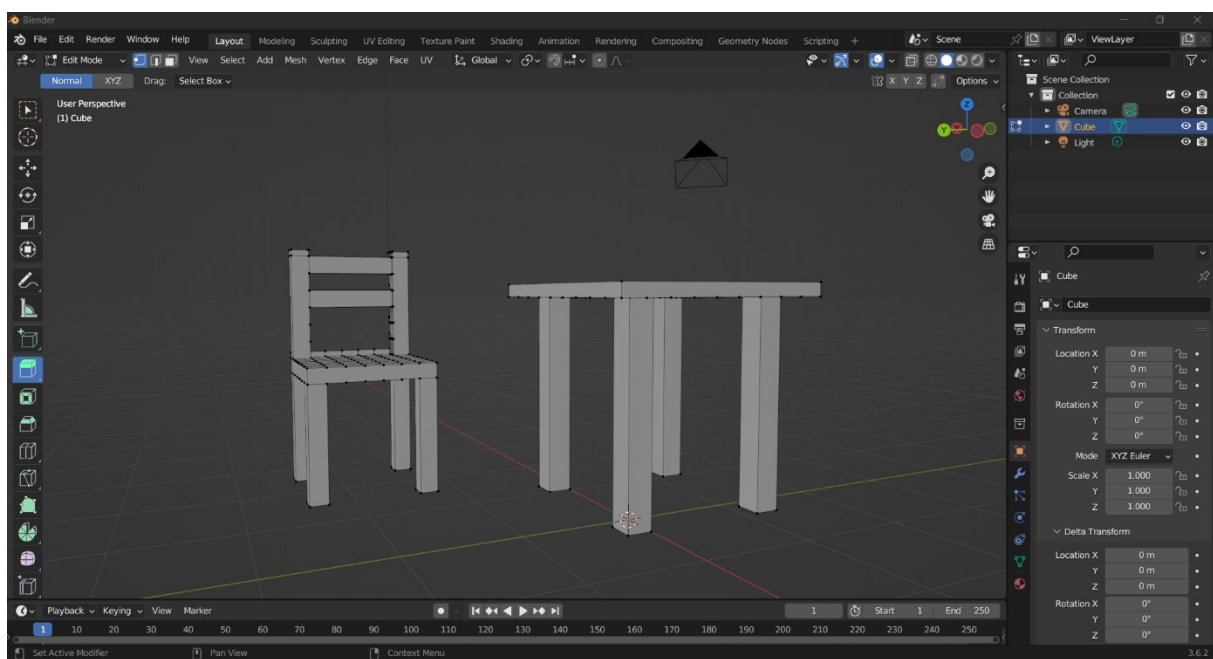 Blender
File Edit Render Window Help Layout Modeling Sculpting UV Editing Texture Paint Shading Animation Rendering Compositing Geometry Nodes Scripting + Scene ViewLayer
Edit Mode View Select Add Mesh Vertex Edge Face UV Global
Normal XYZ Drag: Select Box X Y Z Options
User Perspective
(1) Cube
Z
Y
Scene Collection
Collection
Camera
Cube
Light
Cube
Cube
Transform
Location X 0 m
Y 0 m
Z 0 m
Rotation X 0°
Y 0°
Z 0°
Mode XYZ Euler
Scale X 1.000
Y 1.000
Z 1.000
Delta Transform
Location X 0 m
Y 0 m
Z 0 m
Rotation X 0°
Y 0°
Z 0°
Playback Keying View Marker 1 Start 1 End 250
1 10 20 30 40 50 60 70 80 90 100 110 120 130 140 150 160 170 180 190 200 210 220 230 240 250
Set Active Modifier Pan View Context Menu 3.6.2